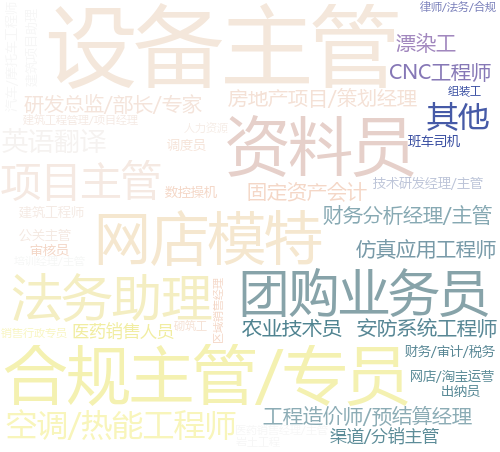 律师/法务/合规
设备主管
漂染工
CNC工程师
组装工
研发总监/部长/专家
房地产项目/策划经理
其他
建筑工程管理/项目经理
人力资源
资料员
英语翻译
调度员
班车司机
项目主管
数控操机
固定资产会计
技术研发经理/主管
建筑工程师
网店模特
财务分析经理/主管
公关主管
审核员
仿真应用工程师
法务助理
区域销售经理
团购业务员
砌筑工
医药销售人员
农业技术员
安防系统工程师
合规主管/专员
财务/审计/税务
网店/淘宝运营
出纳员
空调/热能工程师
工程造价师/预结算经理
渠道/分销主管